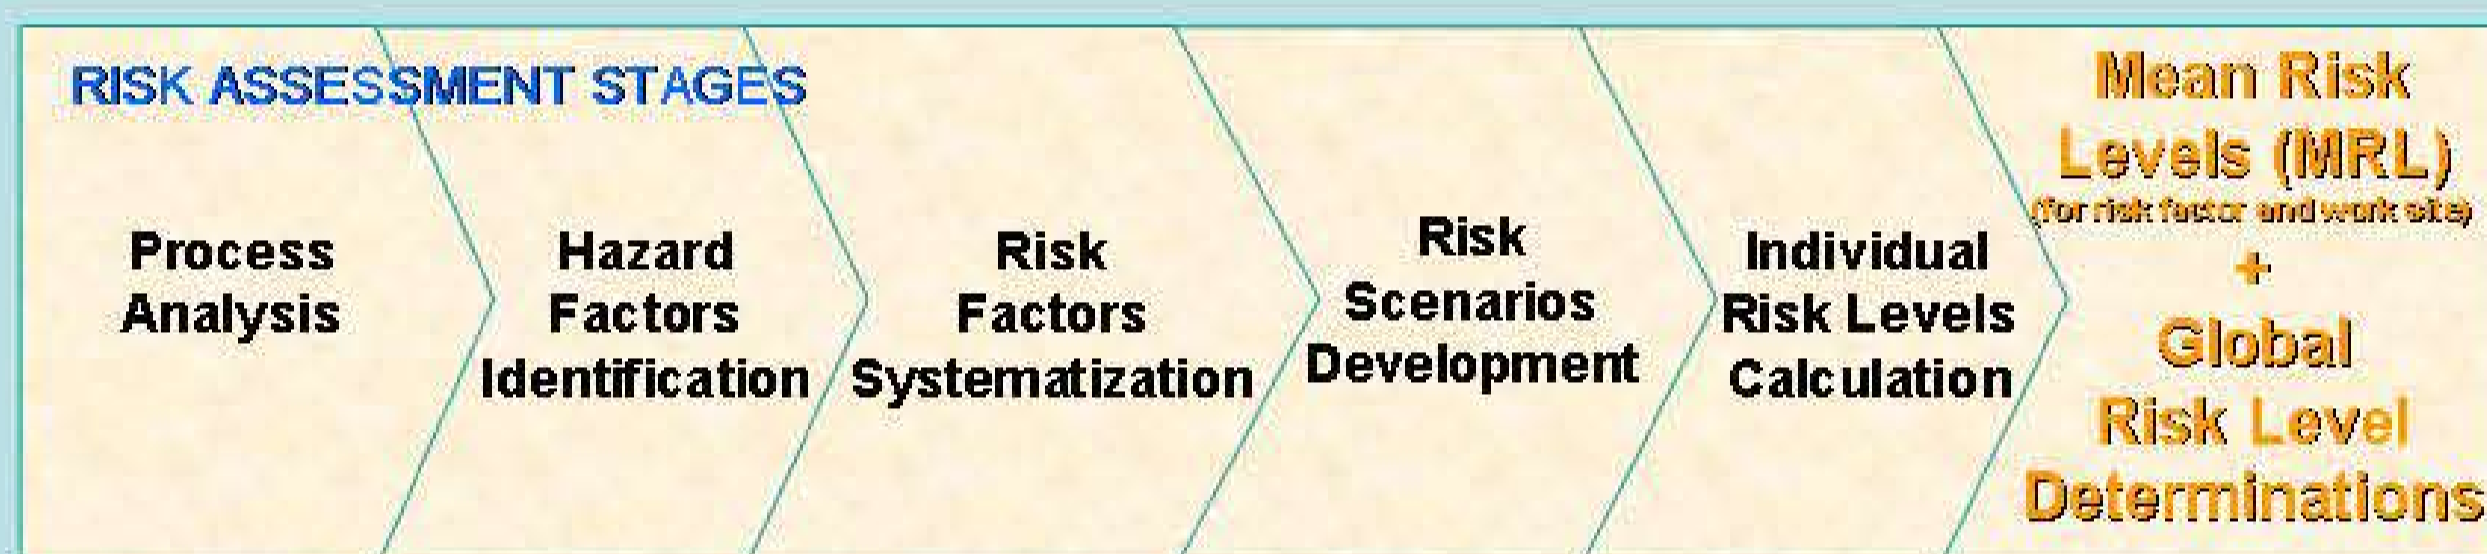 RISK ASSESSMENT STAGES
Process
Analysis
Hazard
Factors
Identification
Risk
Factors
Systematization
Risk
Scenarios
Development
Individual
Risk Levels
Calculation
Mean Risk
Levels (MRL)
(for risk factor and work site)
+
Global
Risk Level
Determinations